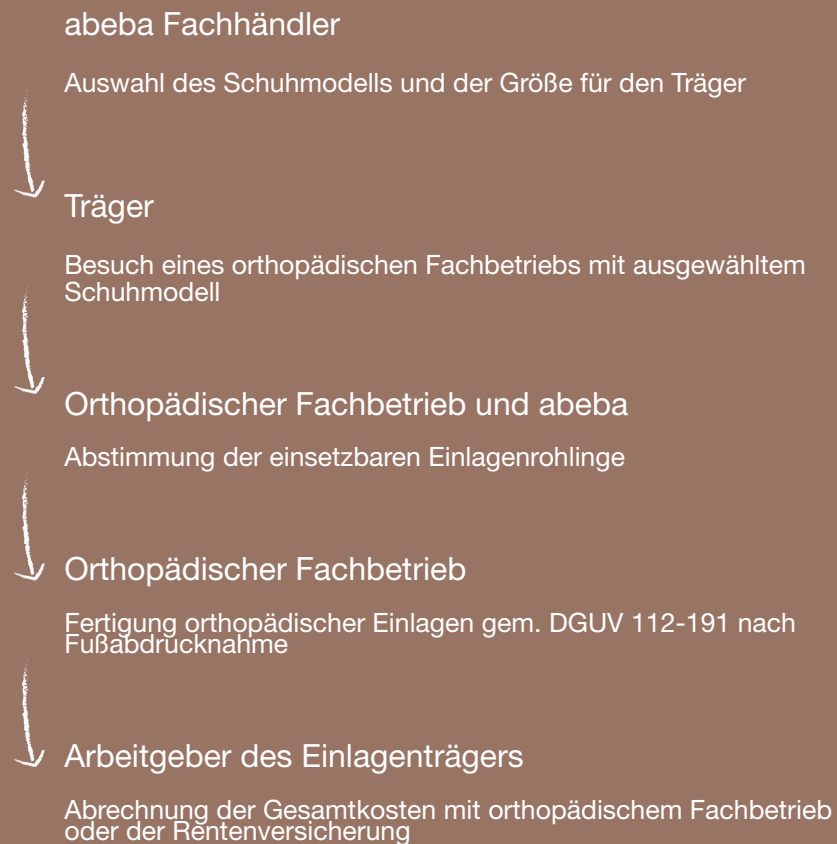 abeba Fachhändler
Auswahl des Schuhmodells und der Größe für den Träger
Träger
Besuch eines orthopädischen Fachbetriebs mit ausgewähltem
Schuhmodell
Orthopädischer Fachbetrieb und abeba
Abstimmung der einsetzbaren Einlagenrohlinge
Orthopädischer Fachbetrieb
Fertigung orthopädischer Einlagen gem. DGUV 112-191 nach
Fußabdrucknahme
Arbeitgeber des Einlagenträgers
Abrechnung der Gesamtkosten mit orthopädischem Fachbetrieb
oder der Rentenversicherung